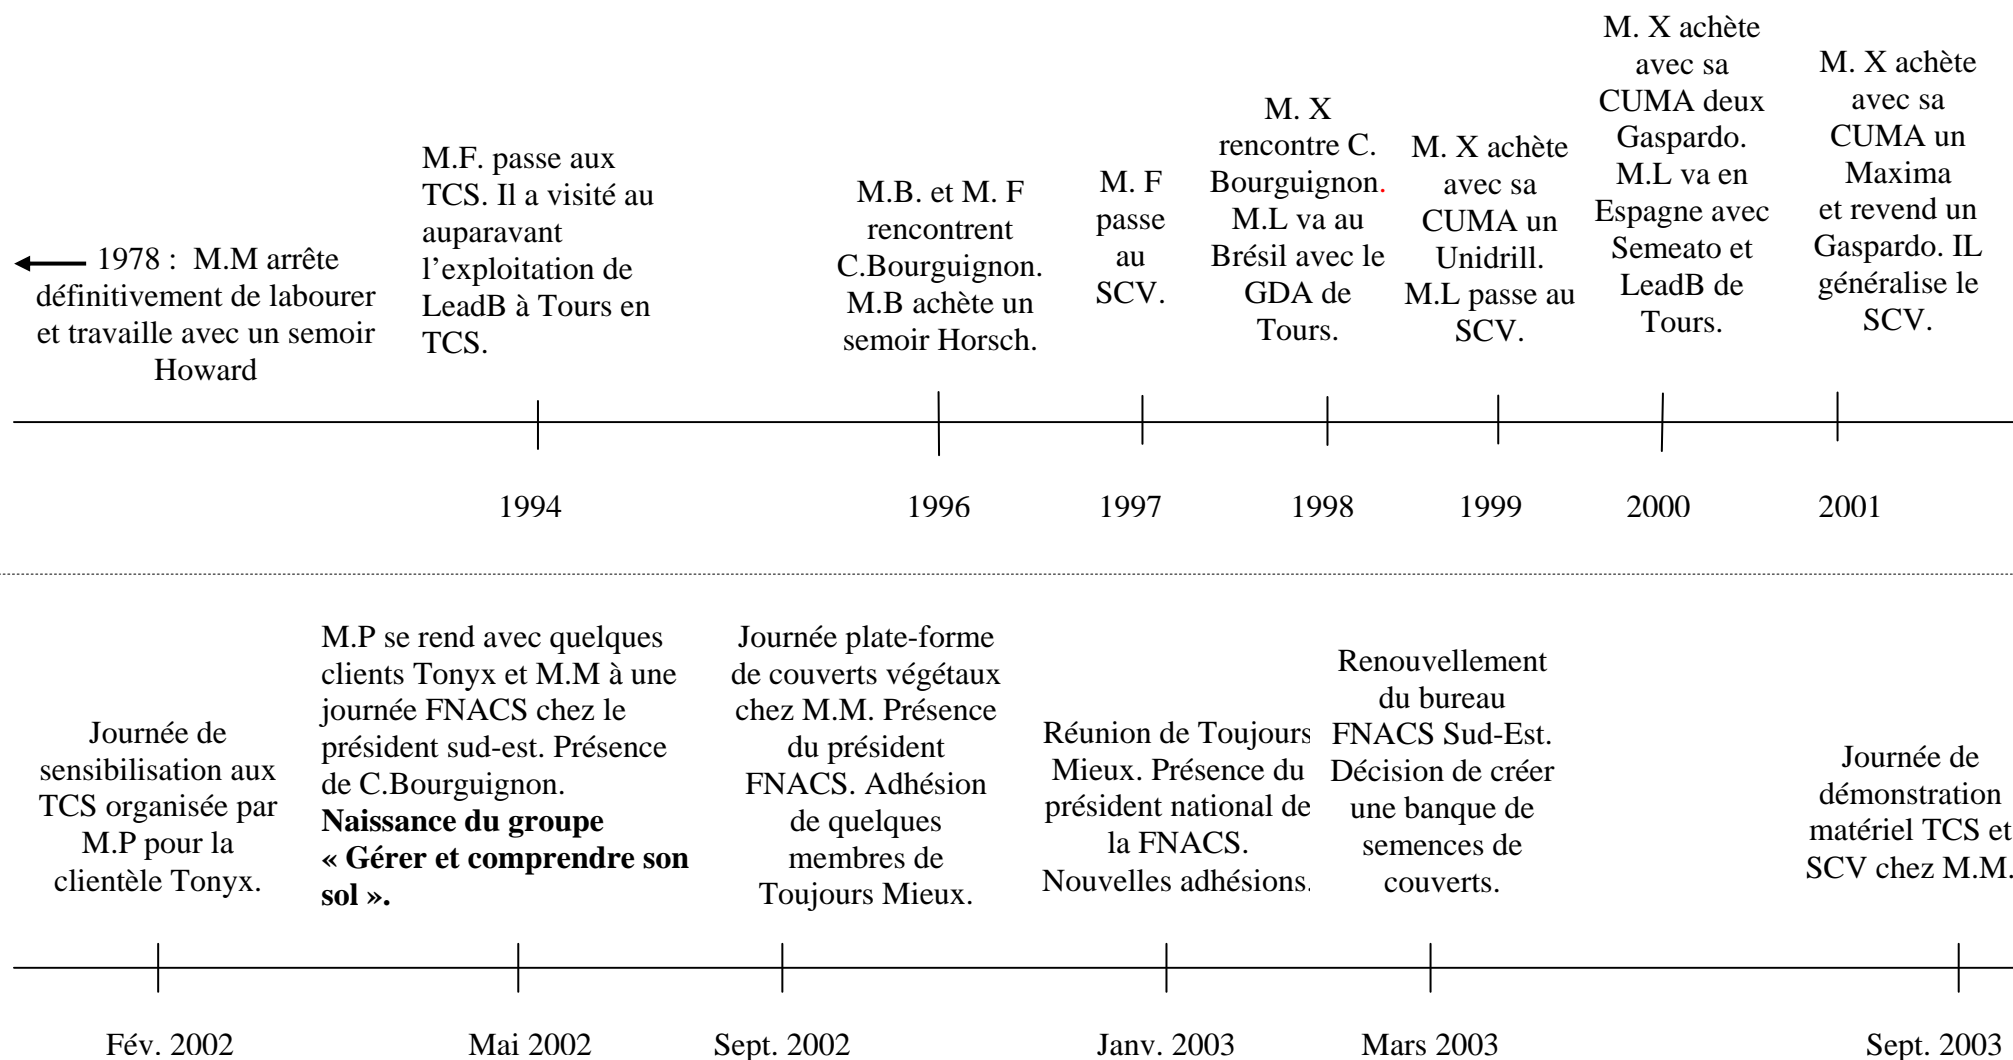 1978 :  M.M arrête
définitivement de labourer
et travaille avec un semoir
Howard
M.F. passe aux
TCS. Il a visité au
auparavant
l’exploitation de
LeadB à Tours en
TCS.
M.B. et M. F
rencontrent
C.Bourguignon.
M.B achète un
semoir Horsch.
M. F
passe
au
SCV.
M. X
rencontre C.
Bourguignon.
M.L va au
Brésil avec le
GDA de
Tours.
M. X achète
avec sa
CUMA un
Unidrill.
M.L passe au
SCV.
M. X achète
avec sa
CUMA deux
Gaspardo.
M.L va en
Espagne avec
Semeato et
LeadB de
Tours.
M. X achète
avec sa
CUMA un
Maxima
et revend un
Gaspardo. IL
généralise le
SCV.
1994
1996
1997
1998
1999
2000
2001
Journée de
sensibilisation aux
TCS organisée par
M.P pour la
clientèle Tonyx.
M.P se rend avec quelques
clients Tonyx et M.M à une
journée FNACS chez le
président sud-est. Présence
de C.Bourguignon.
Naissance du groupe
« Gérer et comprendre son
sol ».
Journée plate-forme
de couverts végétaux
chez M.M. Présence
du président
FNACS. Adhésion
de quelques
membres de
Toujours Mieux.
Réunion de Toujours
Mieux. Présence du
président national de
la FNACS.
Nouvelles adhésions.
Renouvellement
du bureau
FNACS Sud-Est.
Décision de créer
une banque de
semences de
couverts.
Journée de
démonstration
matériel TCS et
SCV chez M.M.
Fév. 2002
Mai 2002
Sept. 2002
Janv. 2003
Mars 2003
Sept. 2003